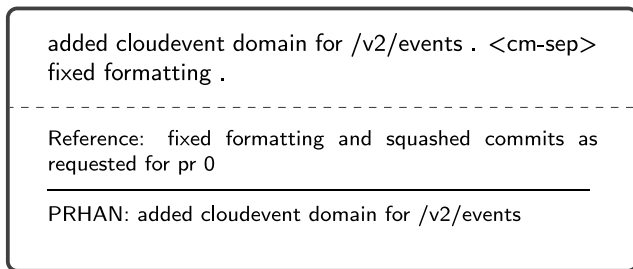 added cloudevent domain for /v2/events . <cm-sep>
fixed formatting .
Reference: fixed formatting and squashed commits as
requested for pr 0
PRHAN: added cloudevent domain for /v2/events